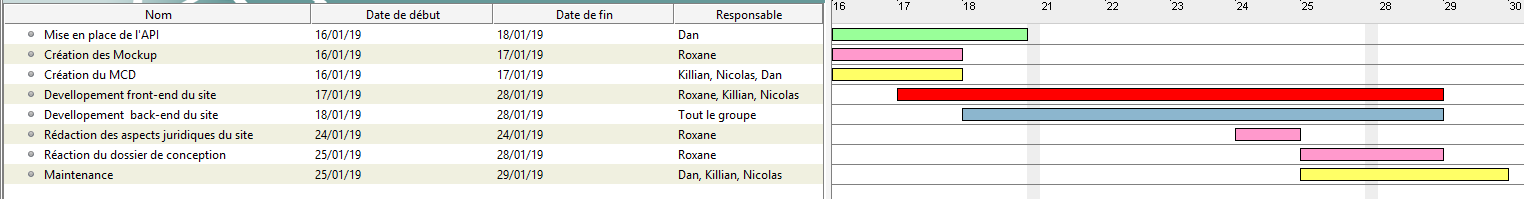 Nom Date de début Date de fin Responsable 16 17 18 21 22 23 24 25 28 29 30
Mise en place de l'API 16/01/19 18/01/19 Dan
Création des Mockup 16/01/19 17/01/19 Roxane
Création du MCD 16/01/19 17/01/19 Killian, Nicolas, Dan
Devellopement front-end du site 17/01/19 28/01/19 Roxane, Killian, Nicolas
Devellopement back-end du site 18/01/19 28/01/19 Tout le groupe
Rédaction des aspects juridiques du site 24/01/19 24/01/19 Roxane
Réaction du dossier de conception 25/01/19 28/01/19 Roxane
Maintenance 25/01/19 29/01/19 Dan, Killian, Nicolas